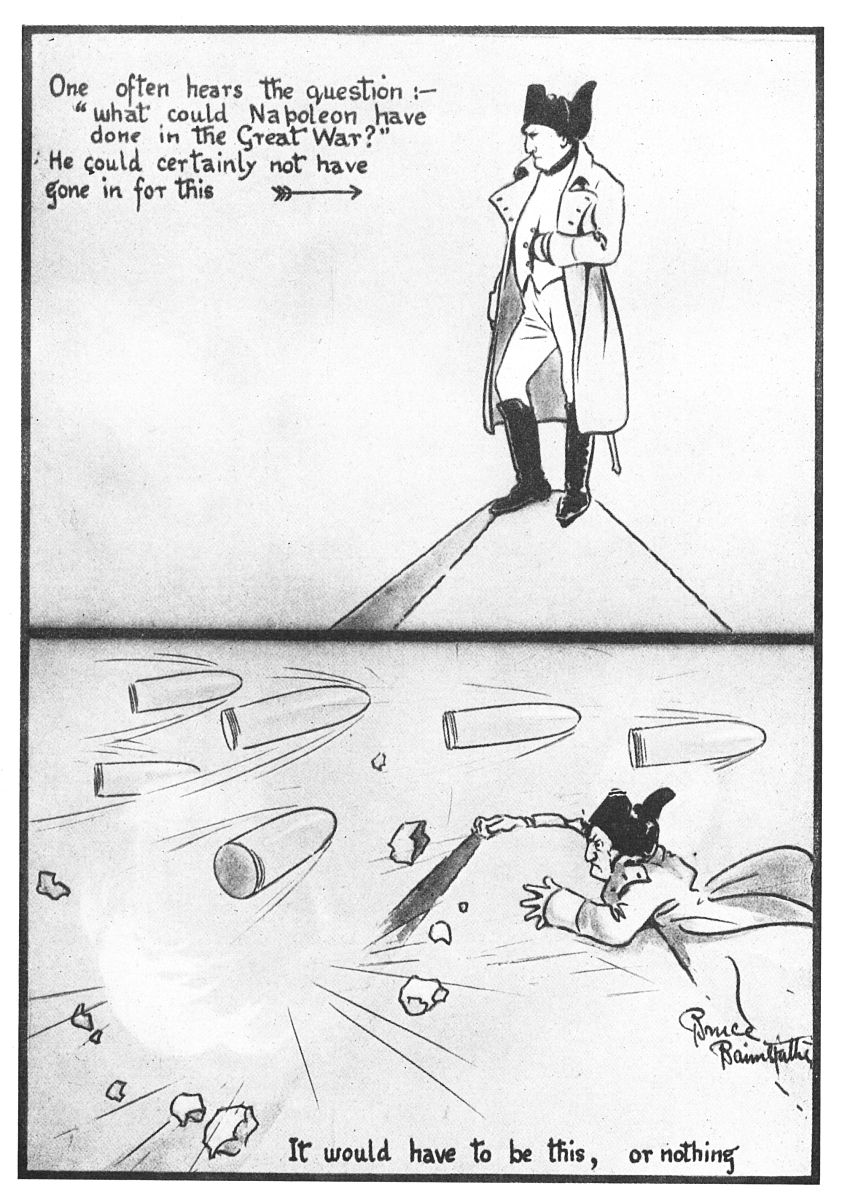 One often hears the question :—
“what could Napoleon have
done in the Great War?”
He could certainly not have
gone in for this
Bruce
Bairnsfather
It would have to be this, or nothing